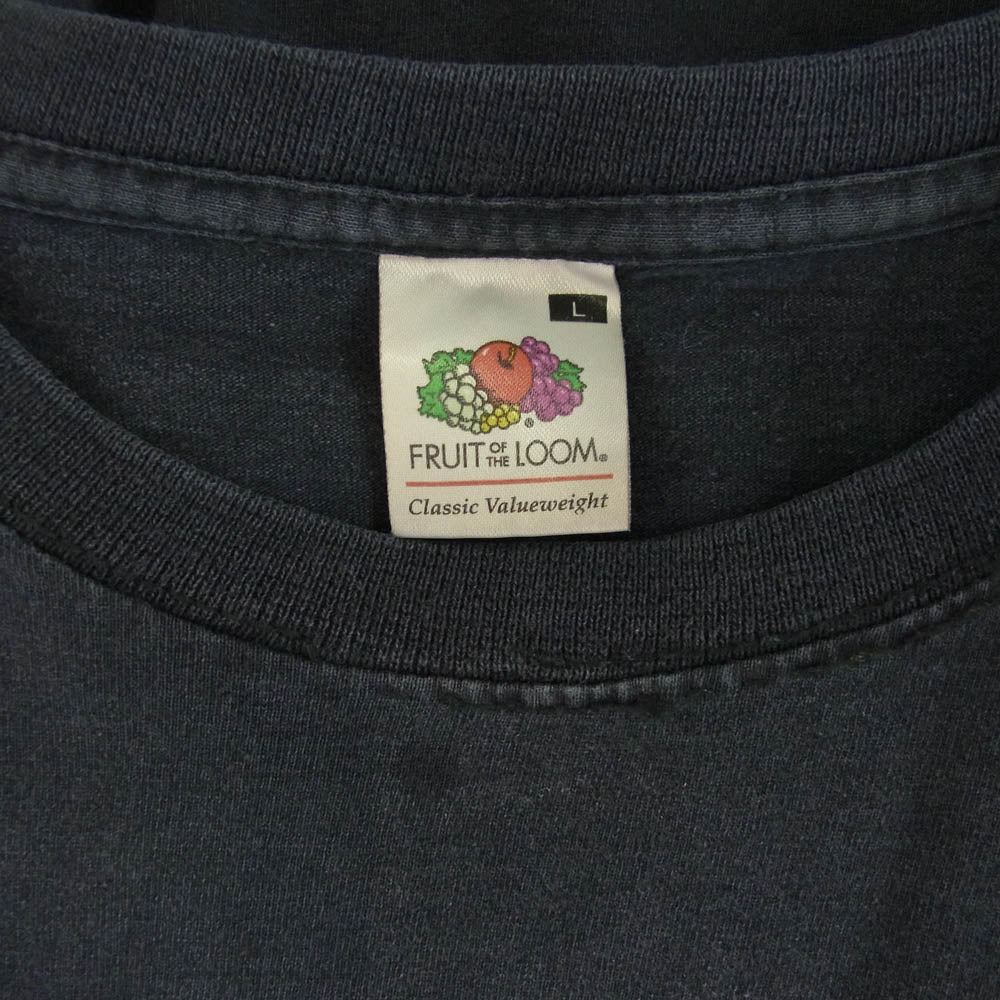 L
®
FRUIT OF THE LOOM®
Classic Valueweight